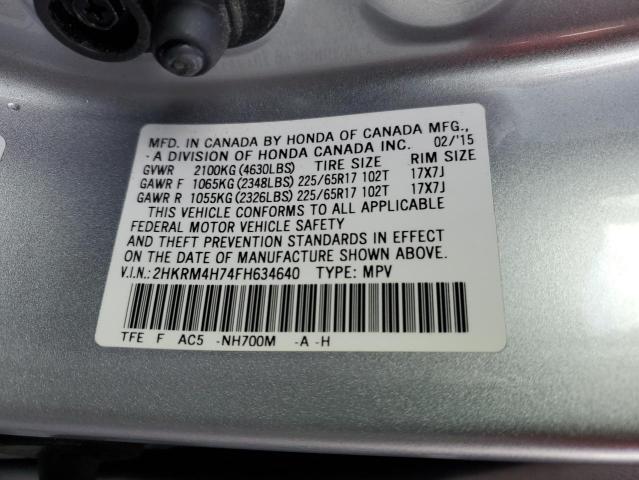 MFD. IN CANADA BY HONDA OF CANADA MFG.,
-A DIVISION OF HONDA CANADA INC. 02/'15
GVWR 2100KG (4630LBS) TIRE SIZE RIM SIZE
GAWR F 1065KG (2348LBS) 225/65R17 102T 17X7J
GAWR R 1055KG (2326LBS) 225/65R17 102T 17X7J
THIS VEHICLE CONFORMS TO ALL APPLICABLE
FEDERAL MOTOR VEHICLE SAFETY
AND THEFT PREVENTION STANDARDS IN EFFECT
ON THE DATE OF MANUFACTURE SHOWN ABOVE.
V.I.N.: 2HKRM4H74FH634640 TYPE: MPV
TFE F AC5 -NH700M -A -H